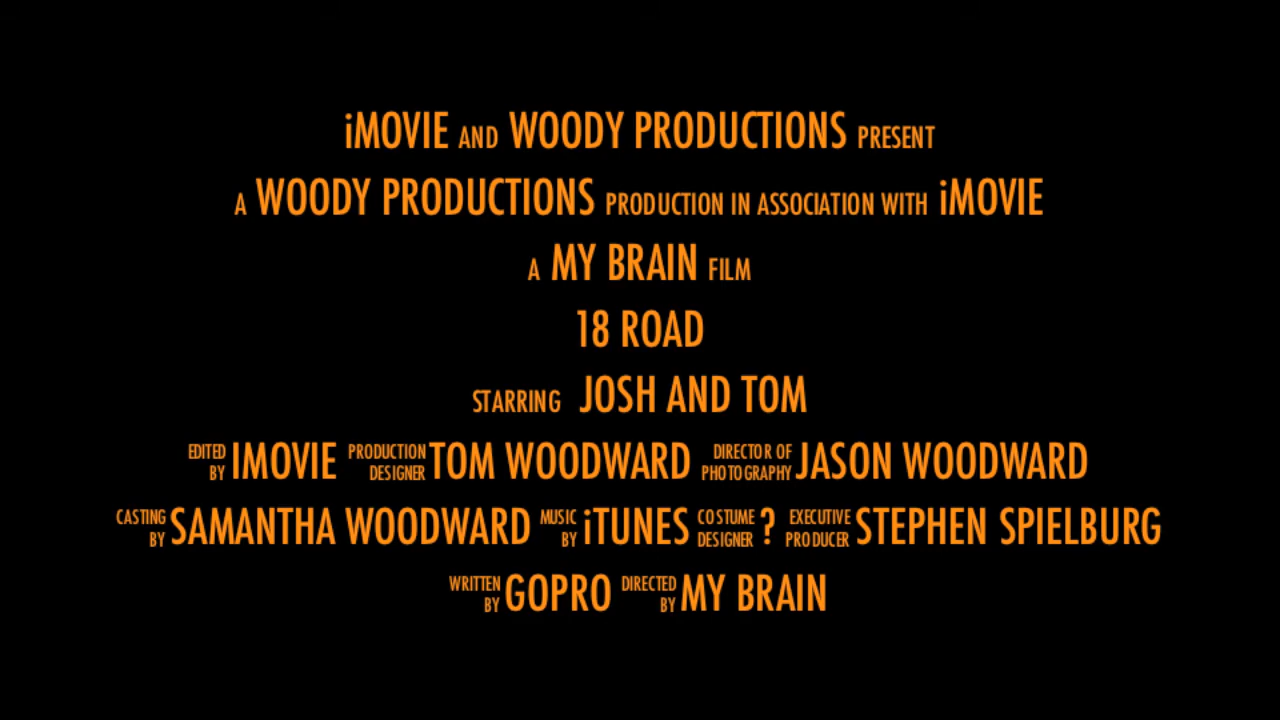 iMOVIE AND WOODY PRODUCTIONS PRESENT
A WOODY PRODUCTIONS PRODUCTION IN ASSOCIATION WITH iMOVIE
A MY BRAIN FILM
18 ROAD
STARRING JOSH AND TOM
EDITED BY IMOVIE PRODUCTION DESIGNER TOM WOODWARD DIRECTOR OF PHOTOGRAPHY JASON WOODWARD
CASTING BY SAMANTHA WOODWARD MUSIC BY iTUNES COSTUME DESIGNER ? EXECUTIVE PRODUCER STEPHEN SPIELBURG
WRITTEN BY GOPRO DIRECTED BY MY BRAIN